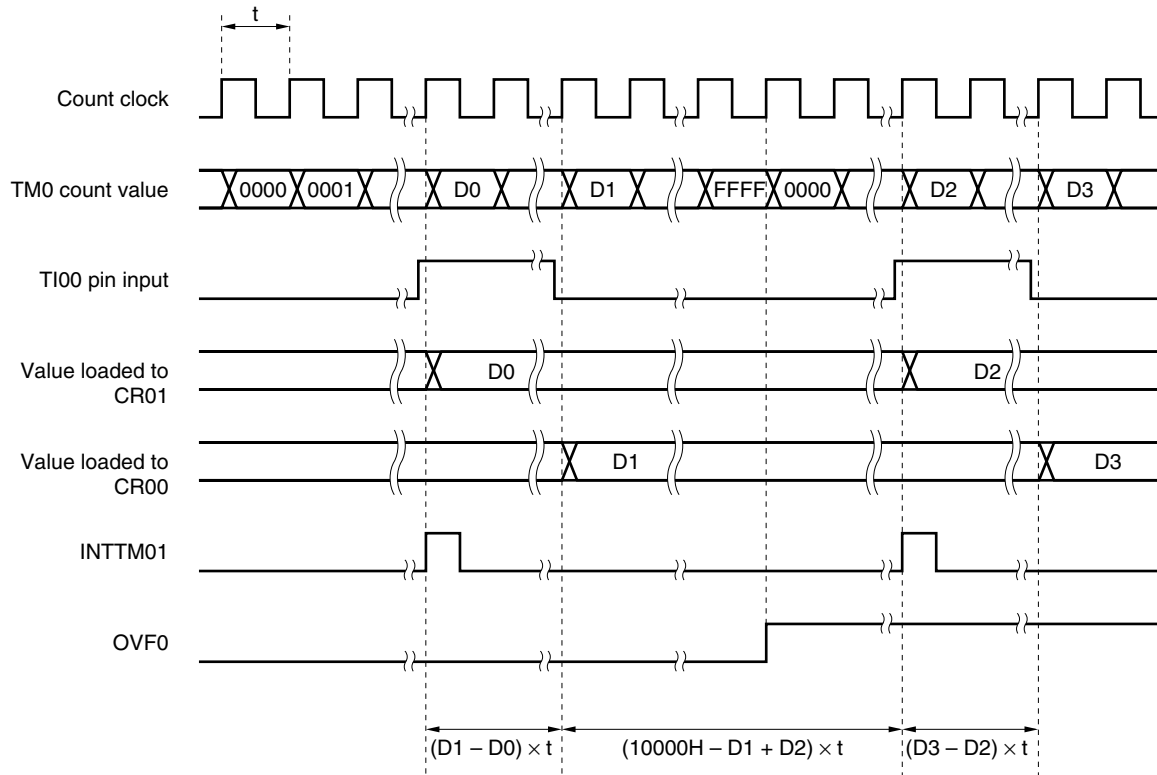 t
Count clock
TM0 count value
0000 0001 D0 D1 FFFF 0000 D2 D3
TI00 pin input
Value loaded to
CR01
D0 D2
Value loaded to
CR00
D1 D3
INTTM01
OVF0
(D1 – D0) × t (10000H – D1 + D2) × t (D3 – D2) × t